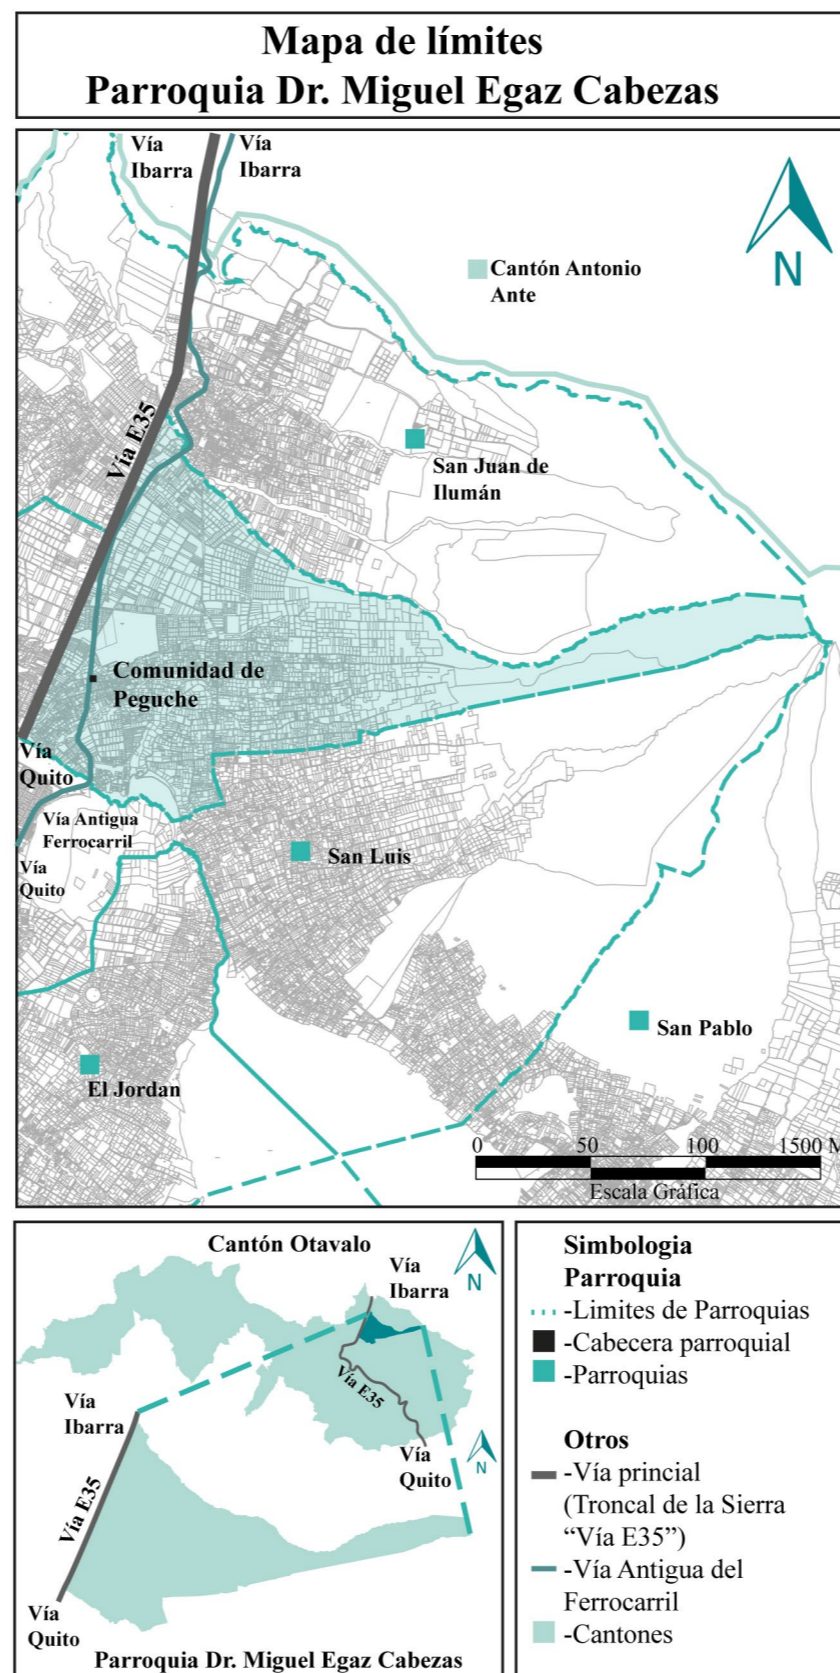 Mapa de límites
Parroquia Dr. Miguel Egaz Cabezas
Vía
Ibarra
Vía
Ibarra
N
Cantón Antonio
Ante
Vía E35
San Juan de
Ilumán
Comunidad de
Peguche
Vía
Quito
Vía Antigua
Ferrocarril
Vía
Quito
San Luis
San Pablo
El Jordan
0 50 100 1500 M
Escala Gráfica
Cantón Otavalo
Vía
Ibarra
N
Vía E35
Vía
Quito
N
Vía
Ibarra
Vía E35
Vía
Quito
Parroquia Dr. Miguel Egaz Cabezas
Simbologia
Parroquia
-Limites de Parroquias
-Cabecera parroquial
-Parroquias
Otros
-Vía princial
(Troncal de la Sierra
“Vía E35”)
-Vía Antigua del
Ferrocarril
-Cantones